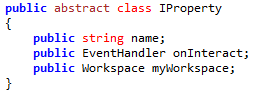 public abstract class IProperty
{
    public string name;
    public EventHandler onInteract;
    public Workspace myWorkspace;
}